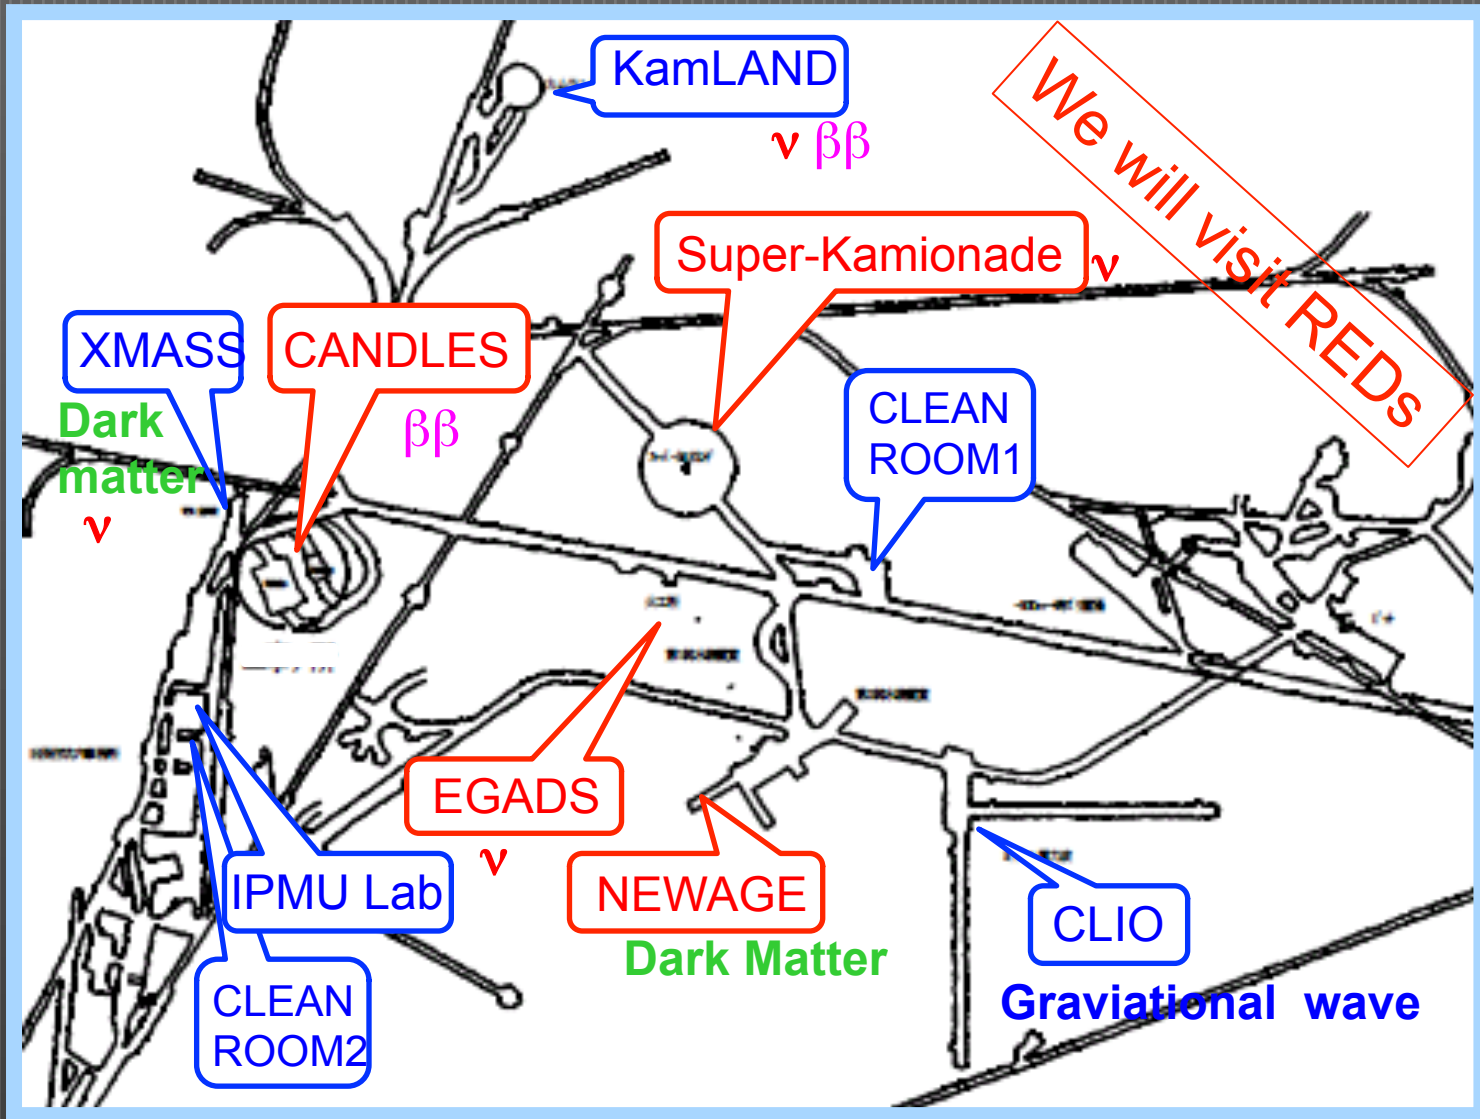 KamLAND
ν ββ
We will visit REDs
Super-Kamionade
ν
XMASS
Dark
matter
ν
CANDLES
ββ
CLEAN
ROOM1
EGADS
ν
IPMU Lab
NEWAGE
Dark Matter
CLIO
Graviational wave
CLEAN
ROOM2